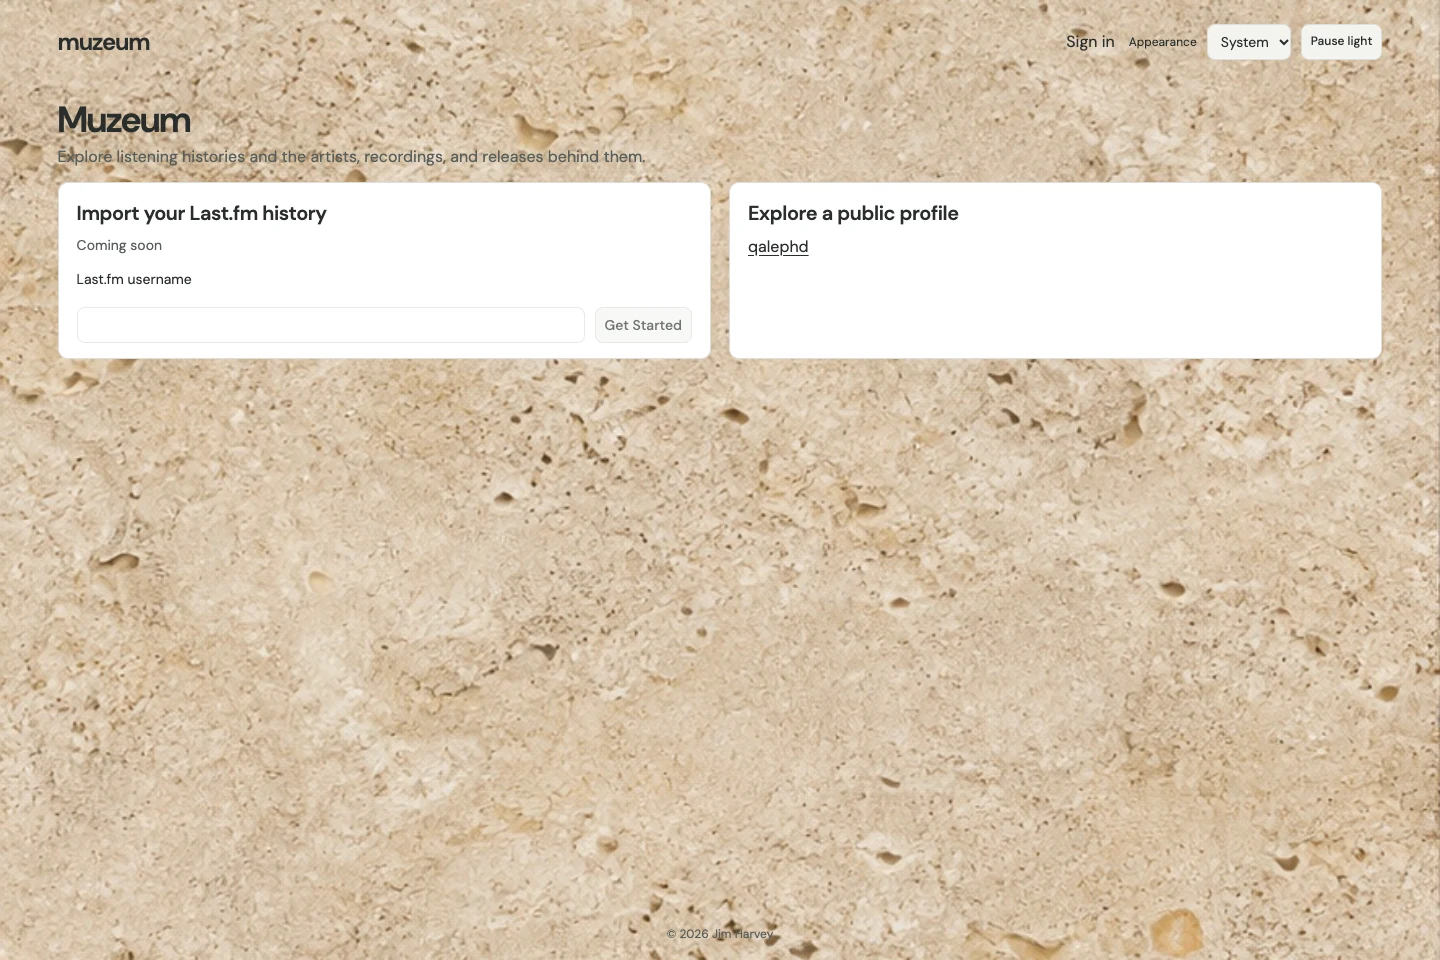 muzeum
Sign in Appearance System Pause light
Muzeum
Explore listening histories and the artists, recordings, and releases behind them.
Import your Last.fm history
Coming soon
Last.fm username
Get Started
Explore a public profile
qalephd
© 2026 Jim Harvey